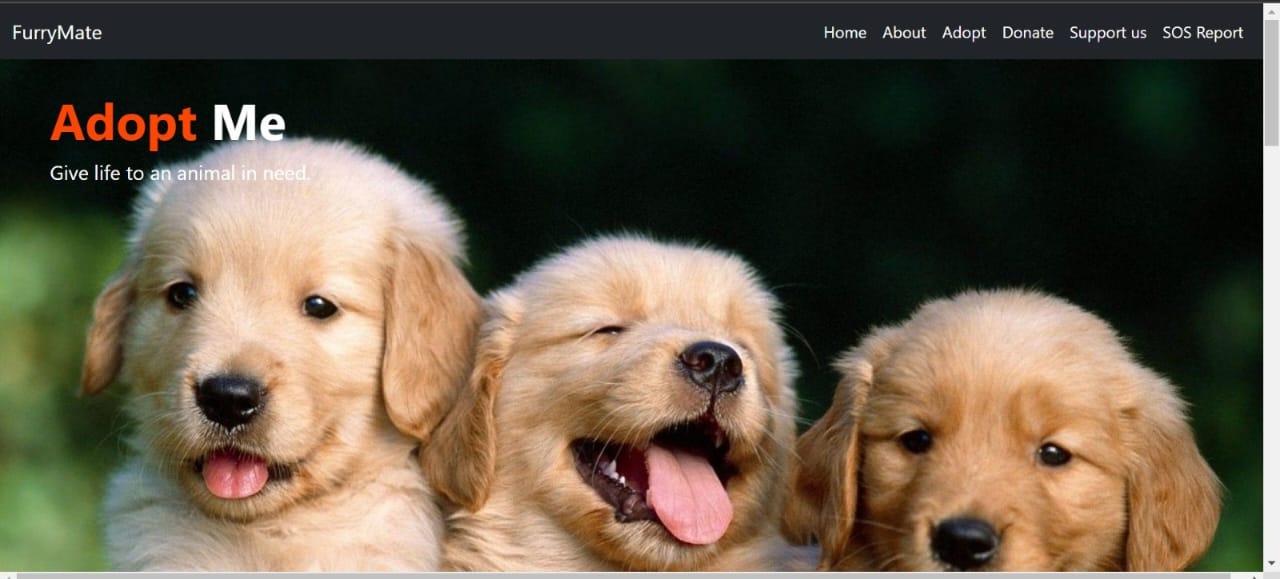 FurryMate
Home About Adopt Donate Support us SOS Report
Adopt Me
Give life to an animal in need.